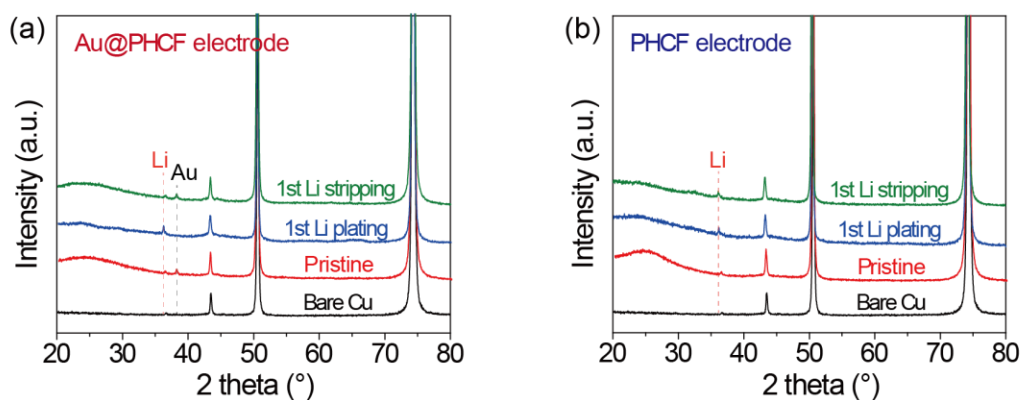 (a)
Au@PHCF electrode
Intensity (a.u.)
Li
Au
1st Li stripping
1st Li plating
Pristine
Bare Cu
20 30 40 50 60 70 80
2 theta (°)
(b)
PHCF electrode
Intensity (a.u.)
Li
1st Li stripping
1st Li plating
Pristine
Bare Cu
20 30 40 50 60 70 80
2 theta (°)